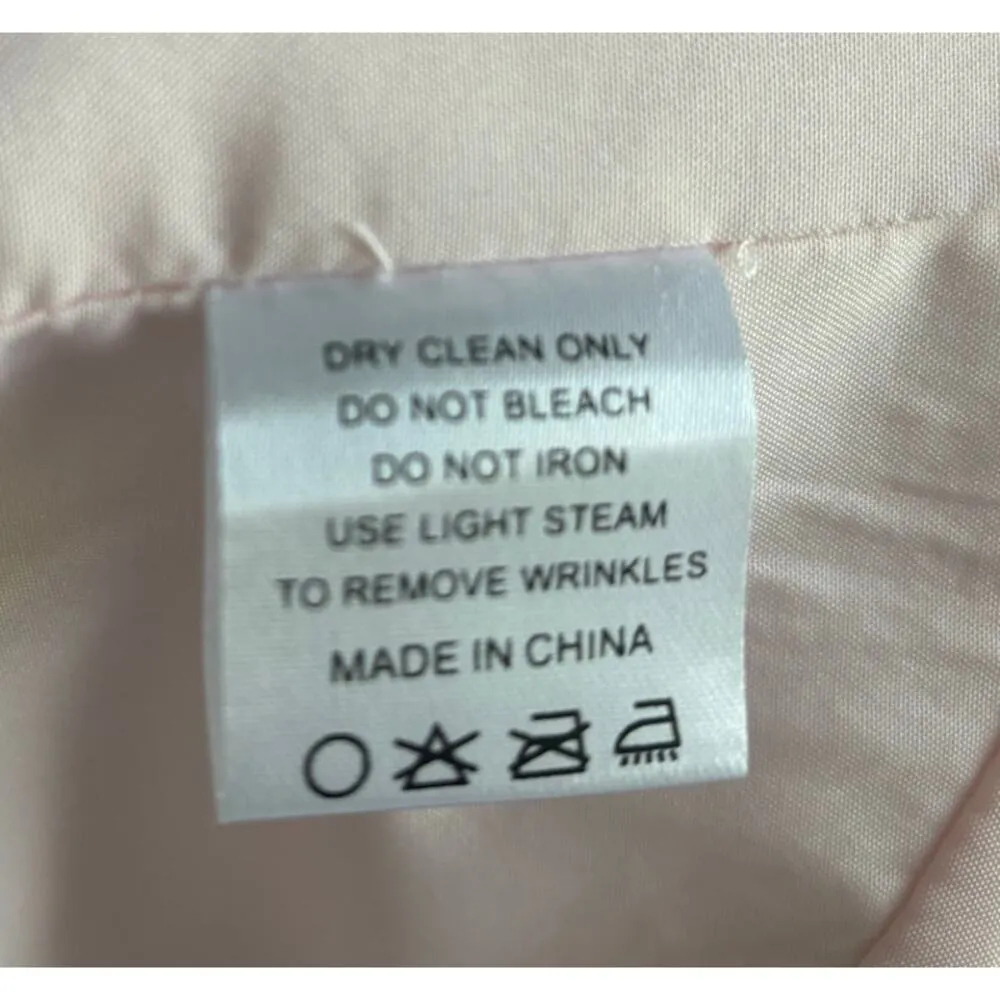 DRY CLEAN ONLY
DO NOT BLEACH
DO NOT IRON
USE LIGHT STEAM
TO REMOVE WRINKLES
MADE IN CHINA